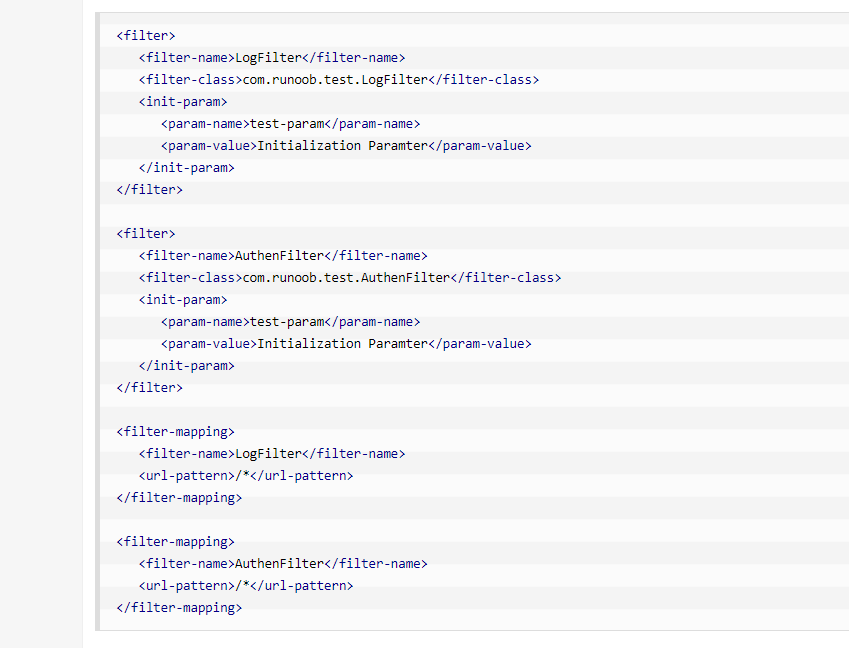 <filter>
<filter-name>LogFilter</filter-name>
<filter-class>com.runoob.test.LogFilter</filter-class>
<init-param>
<param-name>test-param</param-name>
<param-value>Initialization Paramter</param-value>
</init-param>
</filter>
<filter>
<filter-name>AuthenFilter</filter-name>
<filter-class>com.runoob.test.AuthenFilter</filter-class>
<init-param>
<param-name>test-param</param-name>
<param-value>Initialization Paramter</param-value>
</init-param>
</filter>
<filter-mapping>
<filter-name>LogFilter</filter-name>
<url-pattern>/*</url-pattern>
</filter-mapping>
<filter-mapping>
<filter-name>AuthenFilter</filter-name>
<url-pattern>/*</url-pattern>
</filter-mapping>